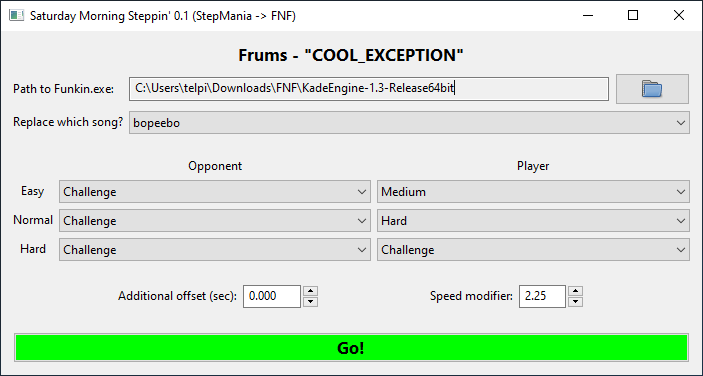 Saturday Morning Steppin' 0.1 (StepMania -> FNF)
Frums - "COOL_EXCEPTION"
Path to Funkin.exe: C:\Users\telpi\Downloads\FNF\KadeEngine-1.3-Release64bit
Replace which song? bopeebo
Opponent Player
Easy Challenge Medium
Normal Challenge Hard
Hard Challenge Challenge
Additional offset (sec): 0.000 Speed modifier: 2.25
Go!